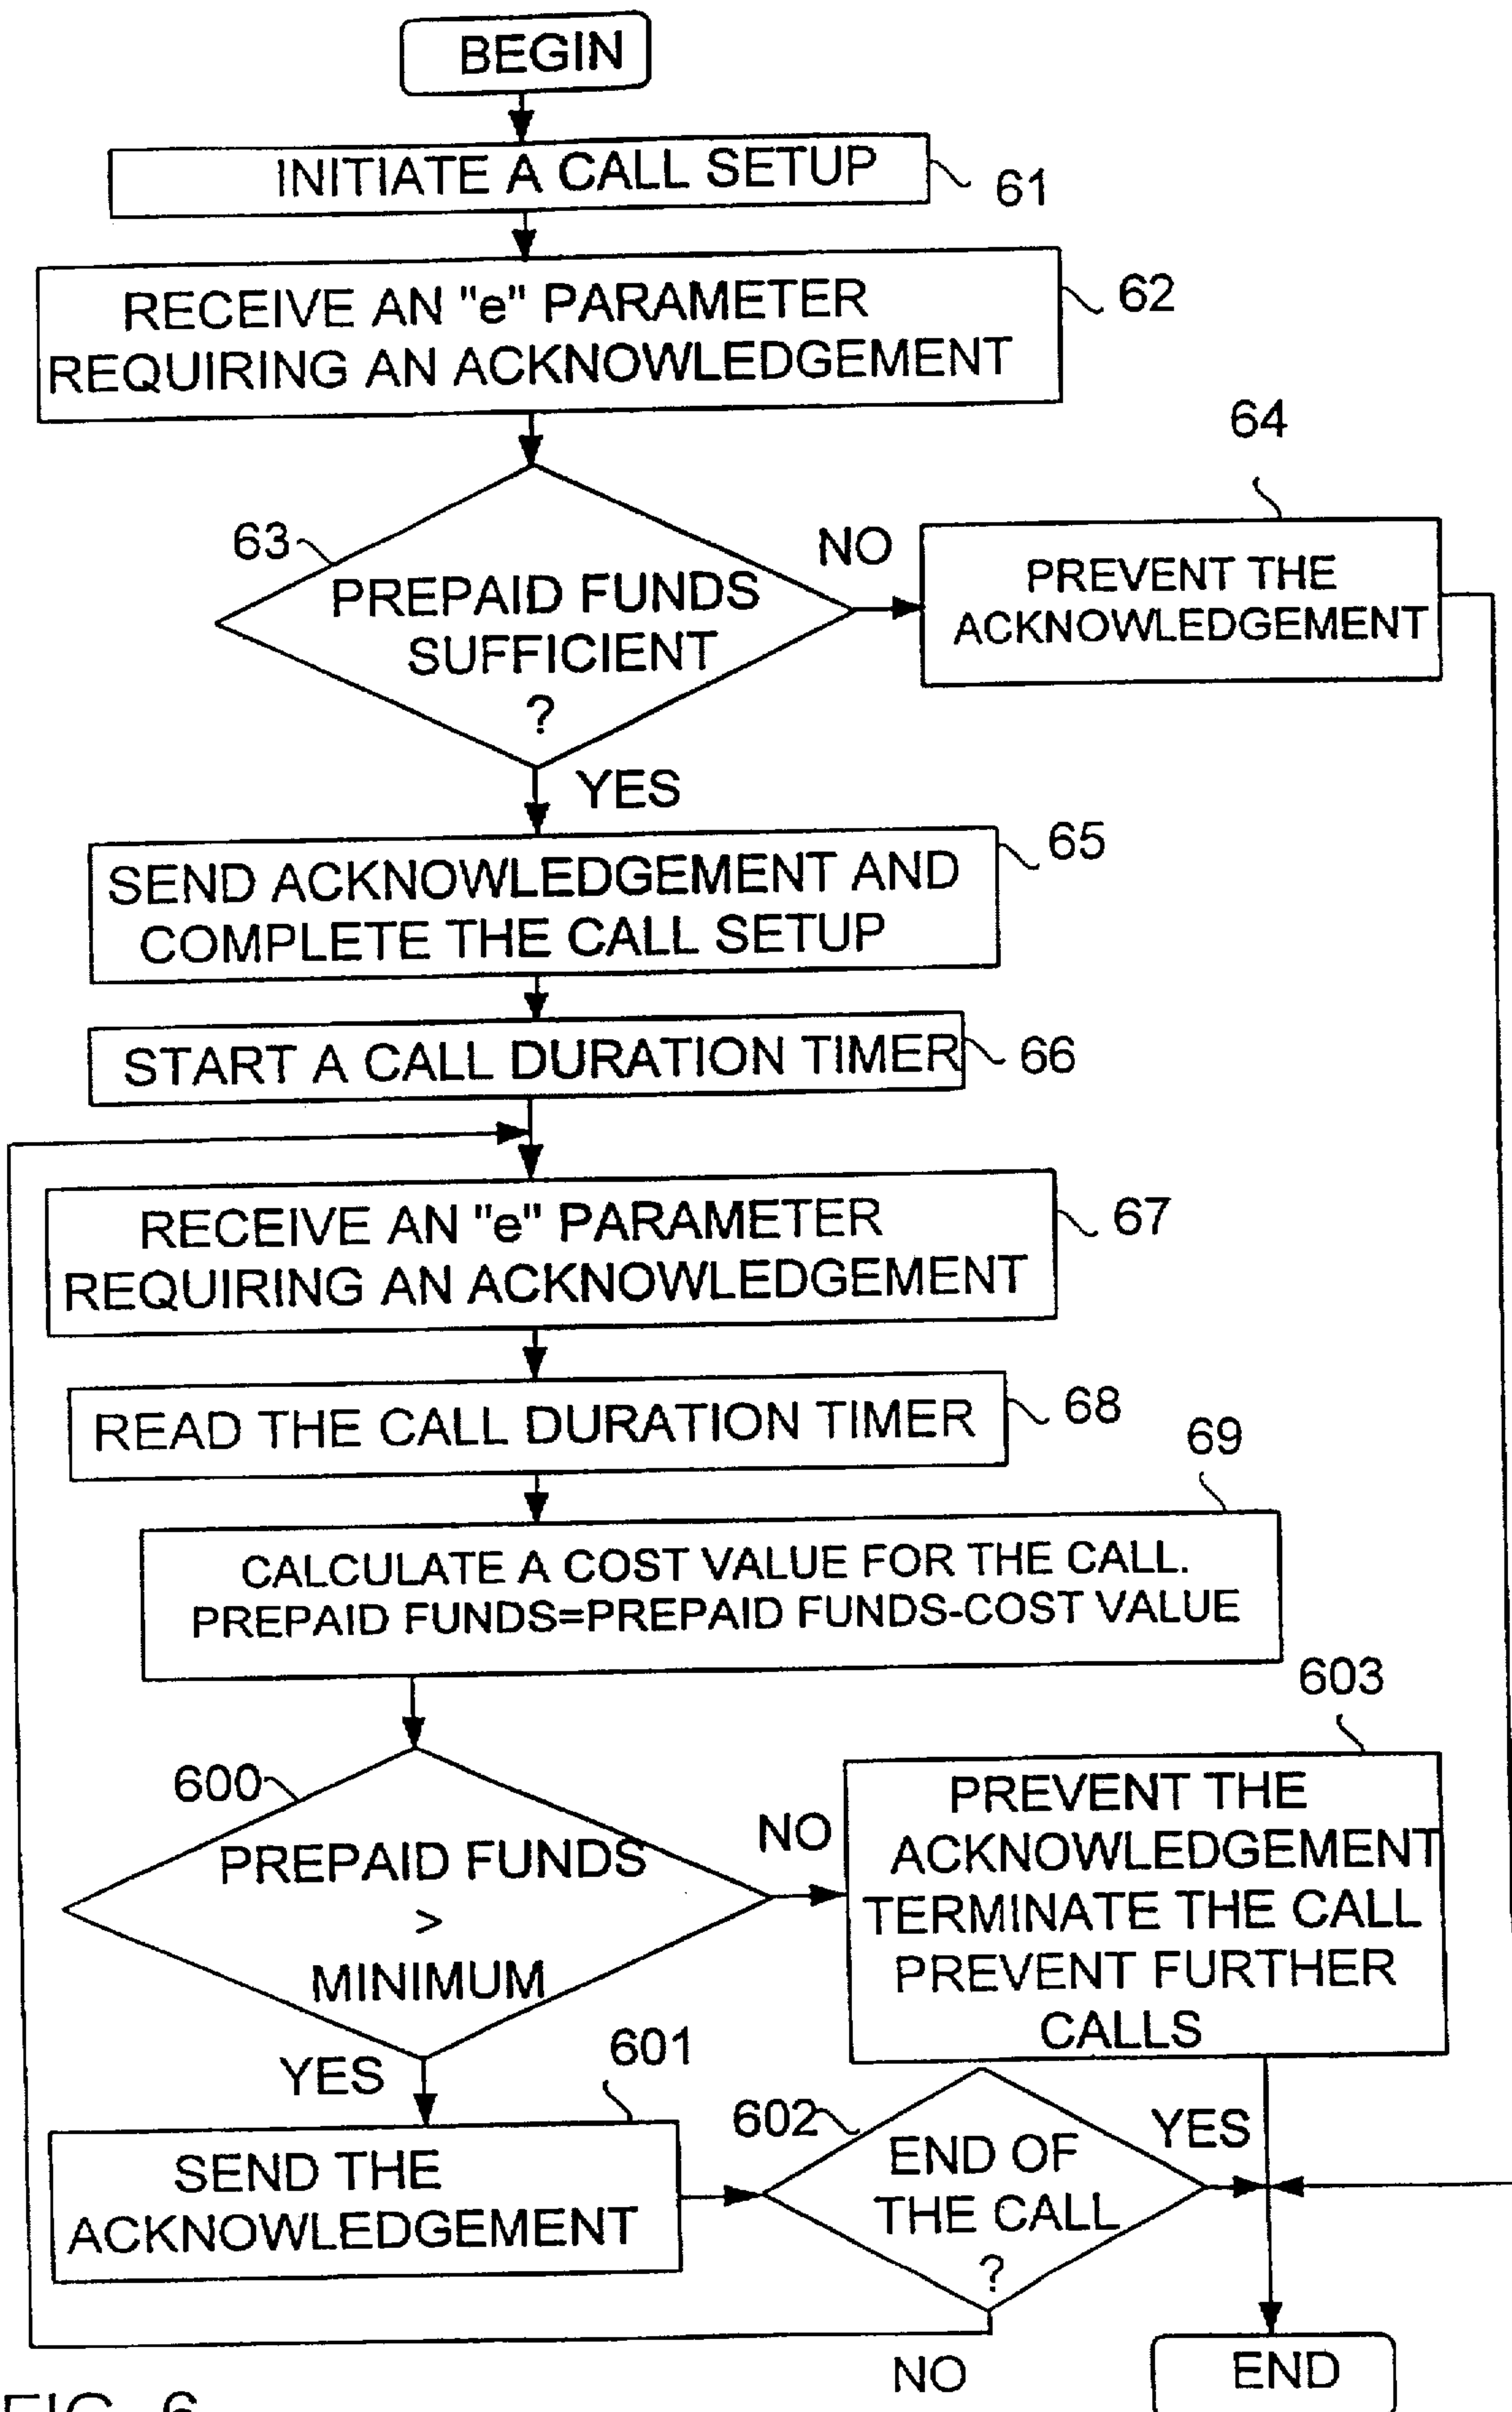 BEGIN
INITIATE A CALL SETUP
61
RECEIVE AN "e" PARAMETER
REQUIRING AN ACKNOWLEDGEMENT
62
63
PREPAID FUNDS
SUFFICIENT
?
NO
64
PREVENT THE
ACKNOWLEDGEMENT
YES
SEND ACKNOWLEDGEMENT AND
COMPLETE THE CALL SETUP
65
START A CALL DURATION TIMER
66
RECEIVE AN "e" PARAMETER
REQUIRING AN ACKNOWLEDGEMENT
67
READ THE CALL DURATION TIMER
68
69
CALCULATE A COST VALUE FOR THE CALL.
PREPAID FUNDS=PREPAID FUNDS-COST VALUE
600
PREPAID FUNDS
>
MINIMUM
NO
603
PREVENT THE
ACKNOWLEDGEMENT
TERMINATE THE CALL
PREVENT FURTHER
CALLS
YES
601
SEND THE
ACKNOWLEDGEMENT
602
END OF
THE CALL
?
YES
NO
END
FIG. 6